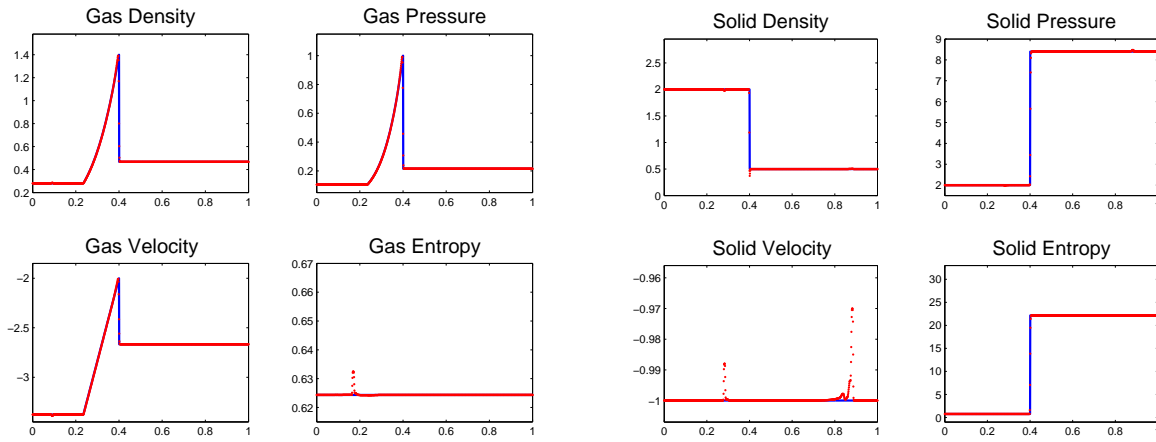 Gas Density
1.4
1.2
1
0.8
0.6
0.4
0.2
0 0.2 0.4 0.6 0.8 1
Gas Pressure
1
0.8
0.6
0.4
0.2
0 0.2 0.4 0.6 0.8 1
Solid Density
2.5
2
1.5
1
0.5
0
0 0.2 0.4 0.6 0.8 1
Solid Pressure
9
8
7
6
5
4
3
2
0 0.2 0.4 0.6 0.8 1
Gas Velocity
−2
−2.5
−3
0 0.2 0.4 0.6 0.8 1
Gas Entropy
0.67
0.66
0.65
0.64
0.63
0.62
0 0.2 0.4 0.6 0.8 1
Solid Velocity
−0.96
−0.97
−0.98
−0.99
−1
0 0.2 0.4 0.6 0.8 1
Solid Entropy
30
25
20
15
10
5
0
0 0.2 0.4 0.6 0.8 1